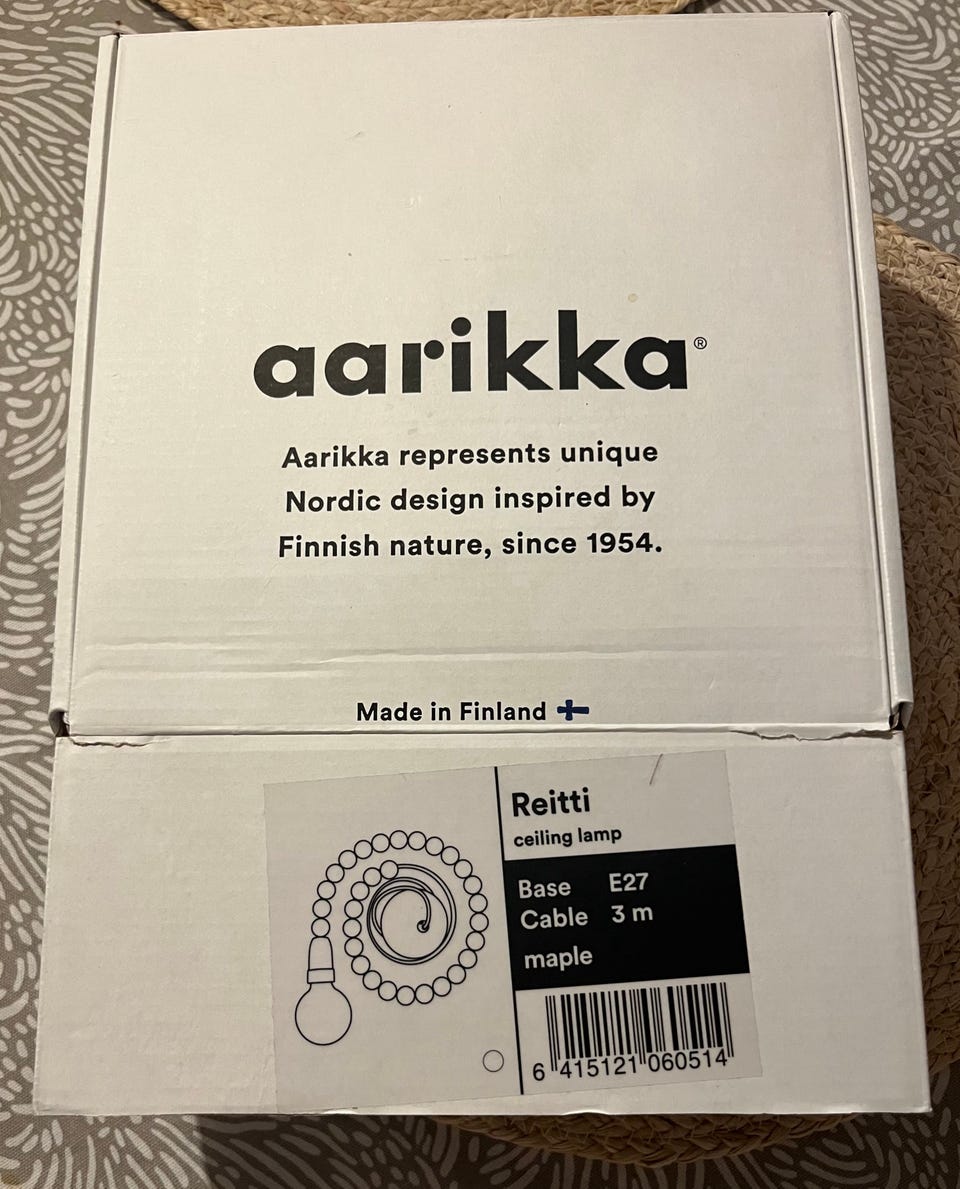 aarikka®
Aarikka represents unique
Nordic design inspired by
Finnish nature, since 1954.
Made in Finland
Reitti
ceiling lamp
Base E27
Cable 3 m
maple
6 415121 060514